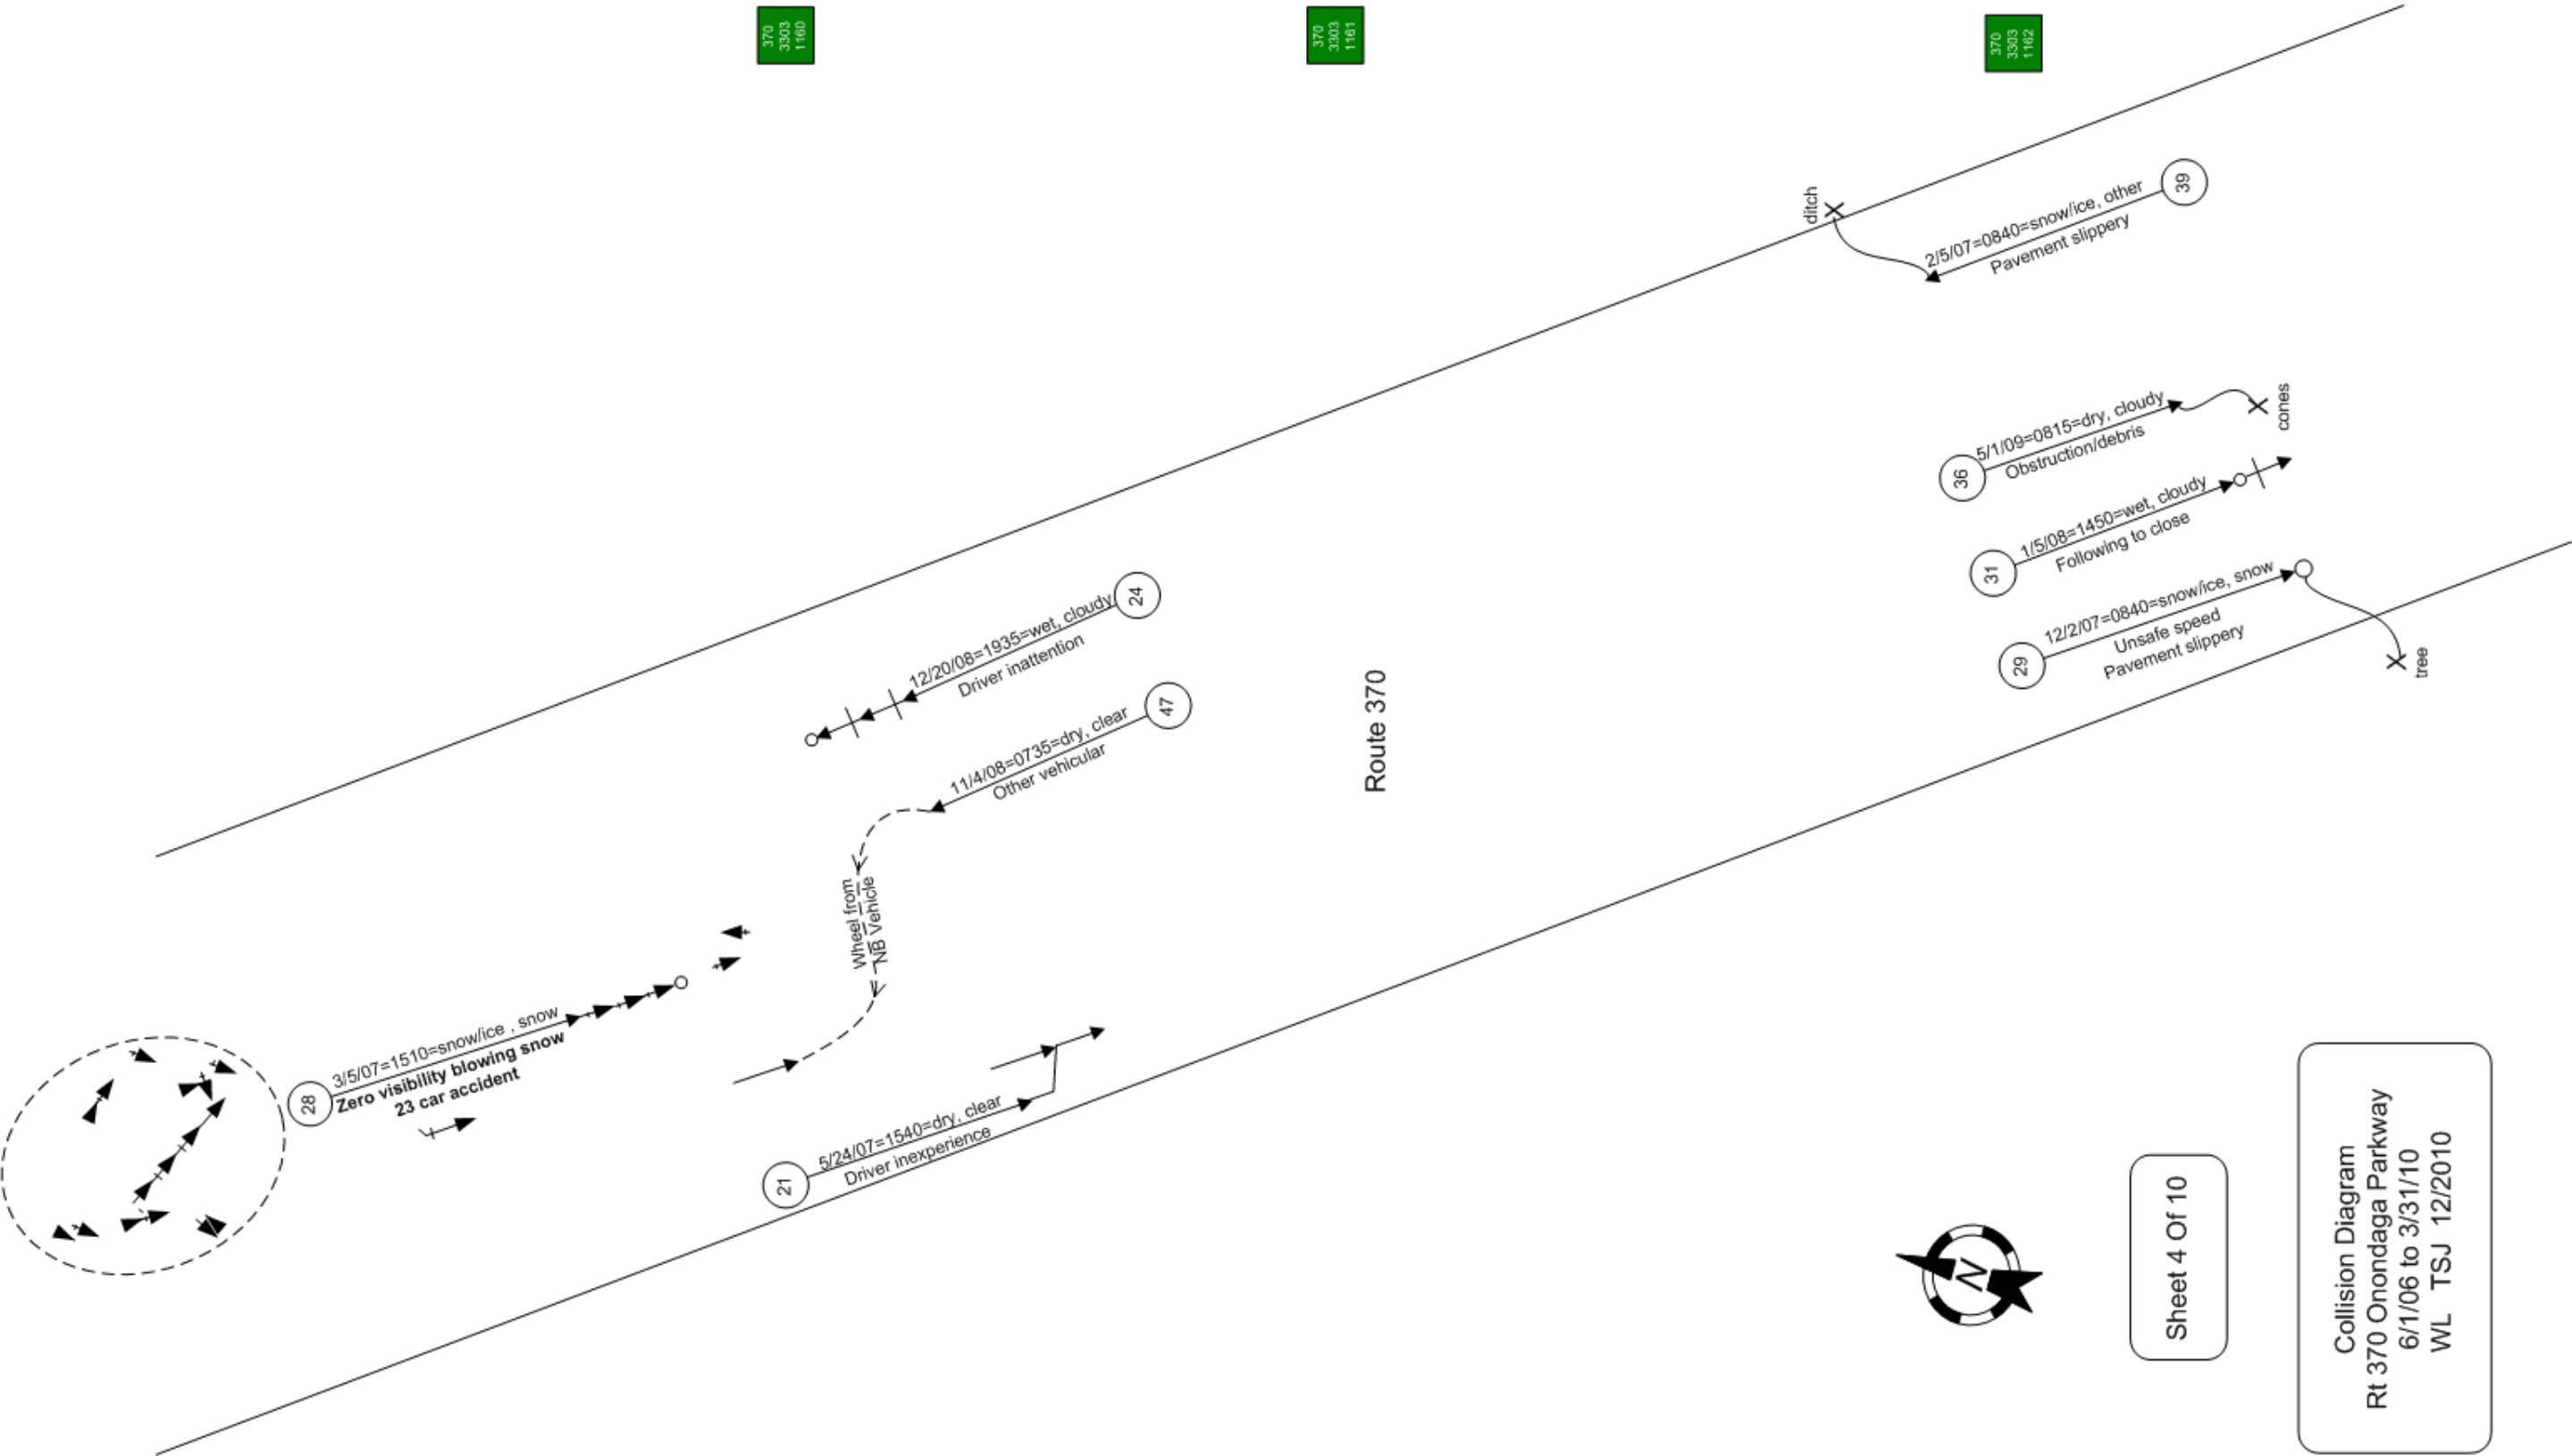 370
3303
1160
370
3303
1161
370
3303
1162
ditch
2/5/07=0840=snow/ice, other
Pavement slippery
39
36
5/1/09=0815=dry, cloudy
Obstruction/debris
cones
31
1/5/08=1450=wet, cloudy
Following to close
29
12/2/07=0840=snow/ice, snow
Unsafe speed
Pavement slippery
tree
12/20/08=1935=wet, cloudy
Driver inattention
24
11/4/08=0735=dry, clear
Other vehicular
47
Wheel from
NB Vehicle
Route 370
28
3/5/07=1510=snow/ice , snow
Zero visibility blowing snow
23 car accident
21
5/24/07=1540=dry, clear
Driver inexperience
N
Sheet 4 Of 10
Collision Diagram
Rt 370 Onondaga Parkway
6/1/06 to 3/31/10
WL TSJ 12/2010